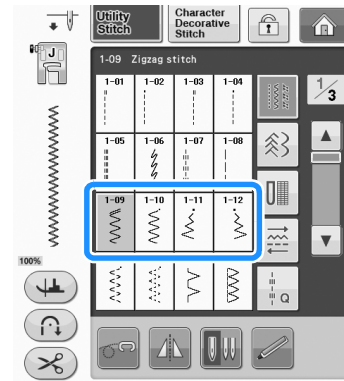 Utility
Stitch
Character
Decorative
Stitch
J
1-09 Zigzag stitch
1/3
1-01 1-02 1-03 1-04
1-05 1-06 1-07 1-08
1-09 1-10 1-11 1-12
100%
Q